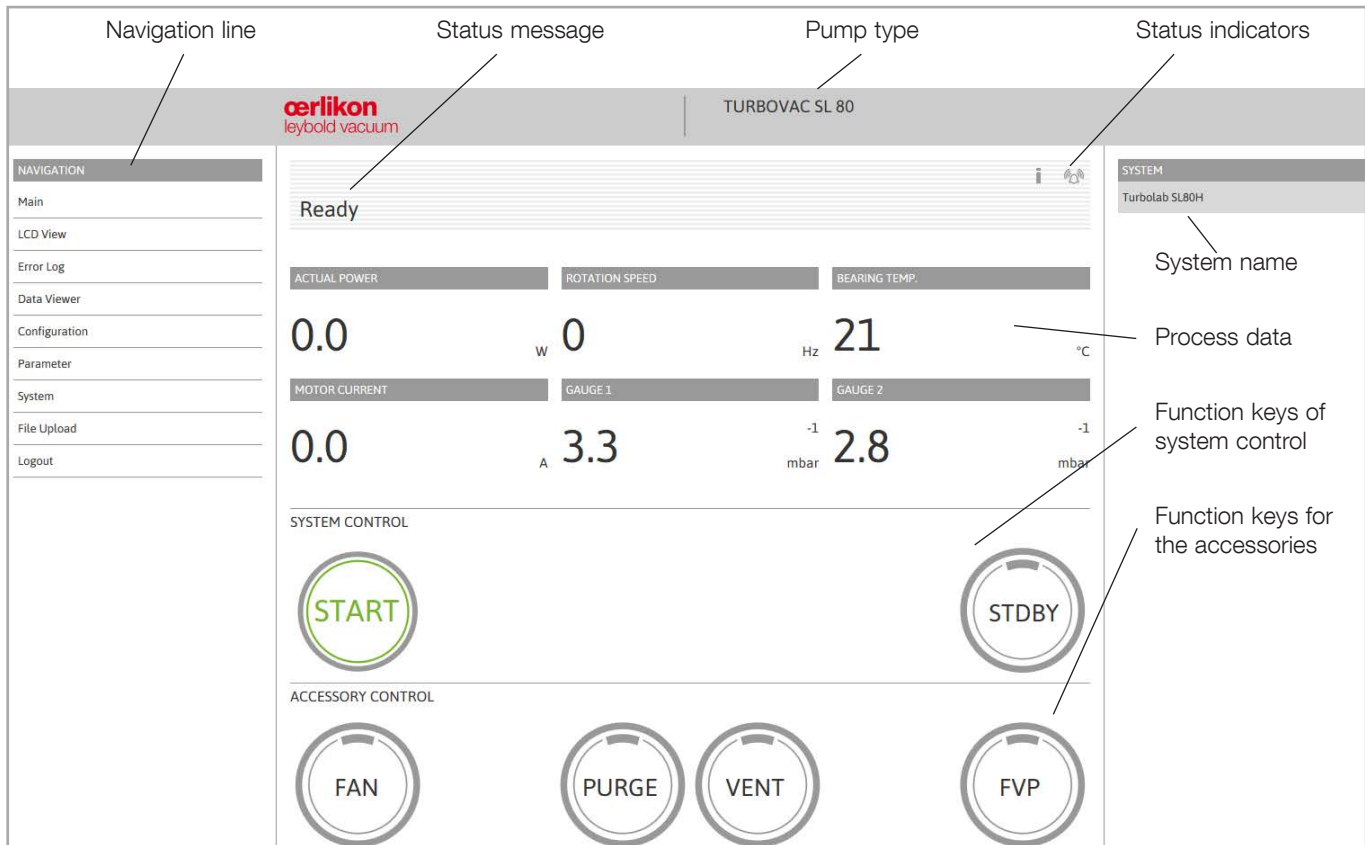 Navigation line
Status message
Pump type
Status indicators
œrlikon
leybold vacuum
TURBOVAC SL 80
NAVIGATION
Main
LCD View
Error Log
Data Viewer
Configuration
Parameter
System
File Upload
Logout
Ready
i
SYSTEM
Turbolab SL80H
System name
ACTUAL POWER
ROTATION SPEED
BEARING TEMP.
0.0 W
0 Hz
21 °C
Process data
MOTOR CURRENT
GAUGE 1
GAUGE 2
0.0 A
3.3 -1 mbar
2.8 -1 mbar
Function keys of
system control
SYSTEM CONTROL
START
STDBY
Function keys for
the accessories
ACCESSORY CONTROL
FAN
PURGE
VENT
FVP